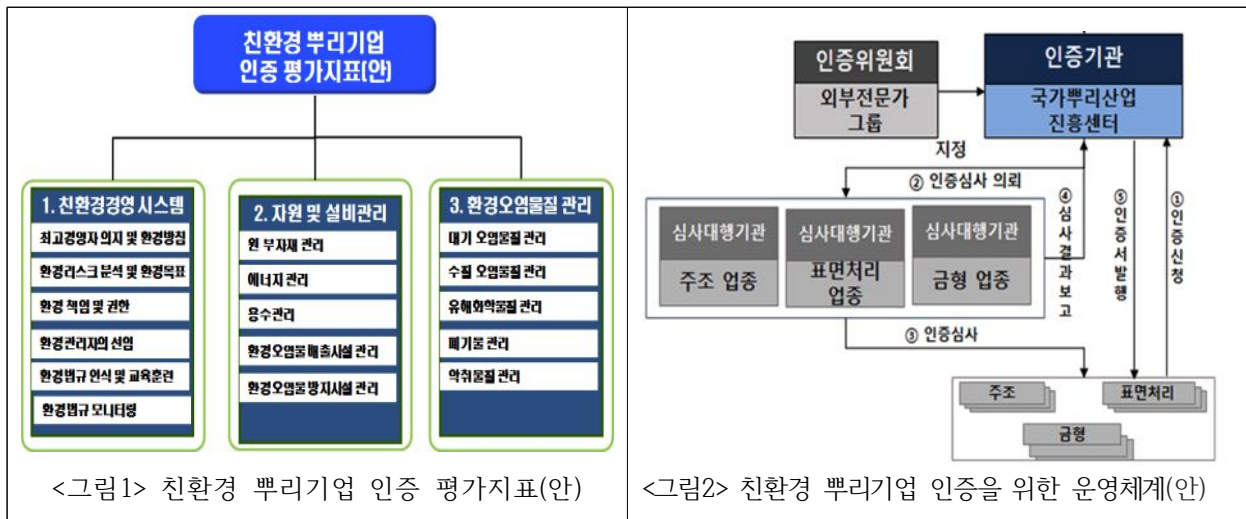 친환경 뿌리기업
인증 평가지표(안)
1. 친환경경영 시스템
최고경영자 의지 및 환경방침
환경리스크 분석 및 환경목표
환경 책임 및 권한
환경관리자의 선임
환경법규 인식 및 교육훈련
환경법규 모니터링
2. 자원 및 설비관리
원 부자재 관리
에너지 관리
용수관리
환경오염물 배출시설 관리
환경오염물 방지시설 관리
3. 환경오염물질 관리
대기 오염물질 관리
수질 오염물질 관리
유해화학물질 관리
폐기물 관리
악취물질 관리
<그림1> 친환경 뿌리기업 인증 평가지표(안)
인증위원회
외부전문가
그룹
인증기관
국가뿌리산업
진흥센터
지정
② 인증심사 의뢰
심사대행기관
주조 업종
심사대행기관
표면처리
업종
심사대행기관
금형 업종
④심사결과보고
⑤인증서발행
①인증신청
③ 인증심사
주조
표면처리
금형
<그림2> 친환경 뿌리기업 인증을 위한 운영체계(안)